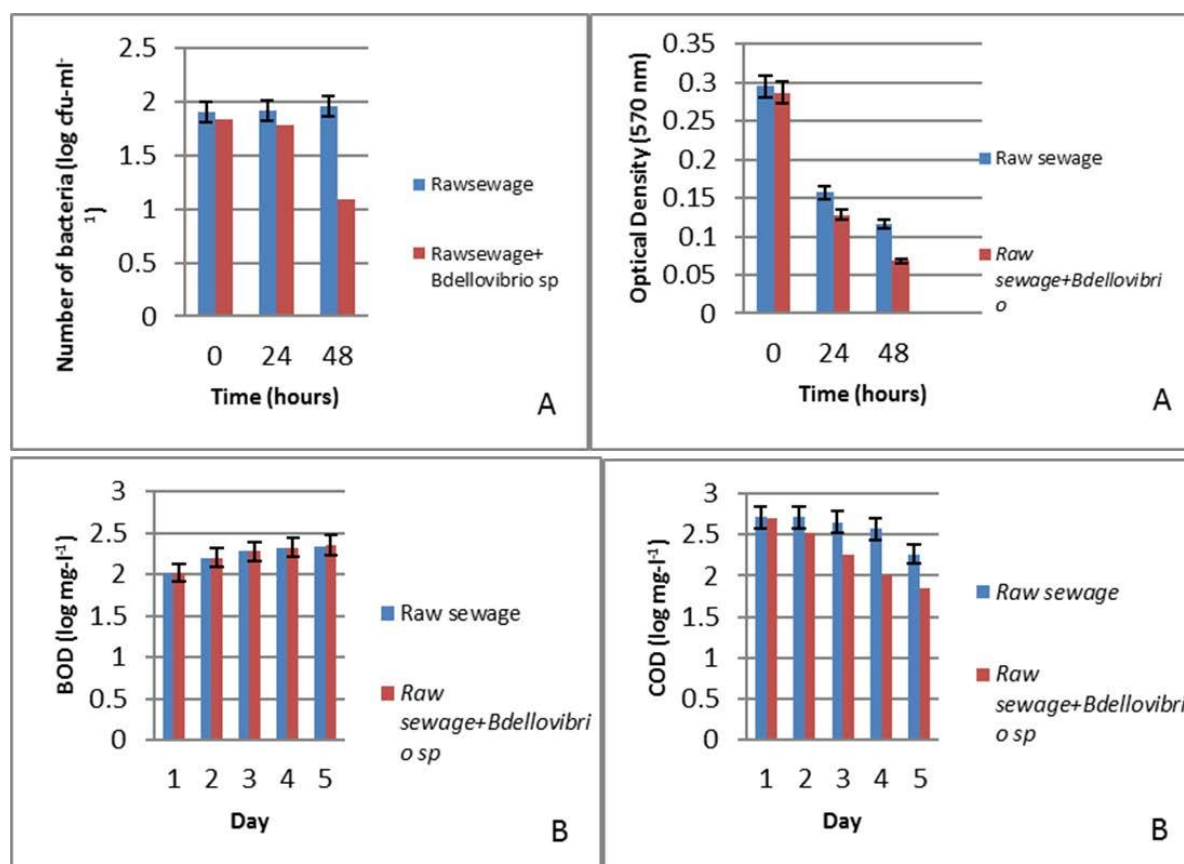 2.5
2
1.5
1
0.5
0
Number of bacteria (log cfu-ml-
1)
0 24 48
Time (hours)
Rawsewage
Rawsewage+
Bdellovibrio sp
A
0.35
0.3
0.25
0.2
0.15
0.1
0.05
0
Optical Density (570 nm)
0 24 48
Time (hours)
Raw sewage
Raw
sewage+Bdellovibri
o
A
3
2.5
2
1.5
1
0.5
0
BOD (log mg-l-1)
1 2 3 4 5
Day
Raw sewage
Raw
sewage+Bdellovibri
o sp
B
3
2.5
2
1.5
1
0.5
0
COD (log mg-l-1)
1 2 3 4 5
Day
Raw sewage
Raw
sewage+Bdellovibri
o sp
B